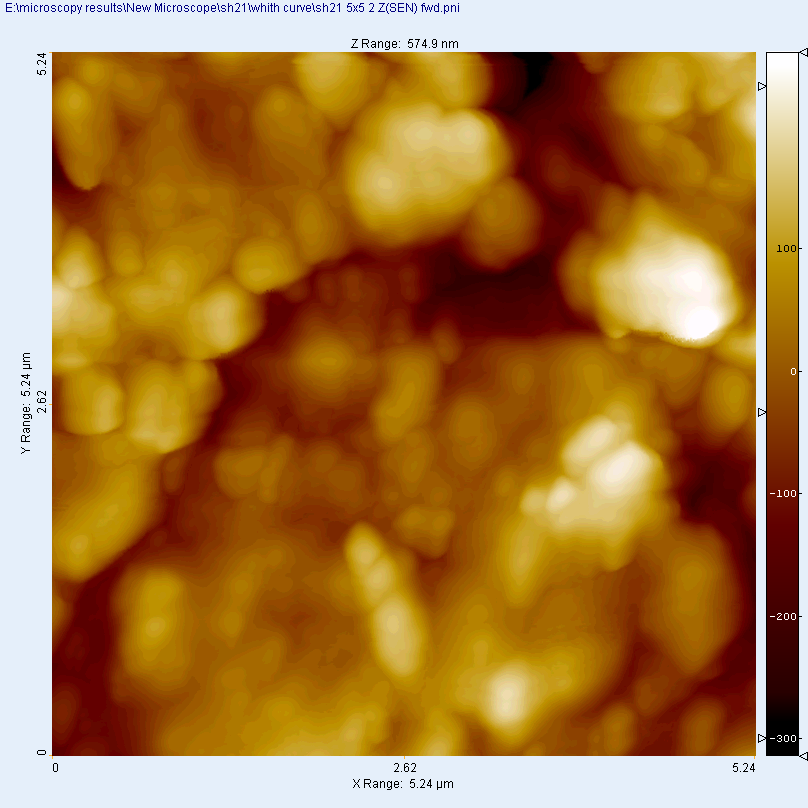 E:\microscopy results\New Microscope\sh21\whith curve\sh21 5x5 2 Z(SEN) fwd.pni
Z Range: 574.9 nm
5.24
100
0
Y Range: 5.24 µm
2.62
-100
-200
0
-300
0
2.62
5.24
X Range: 5.24 µm